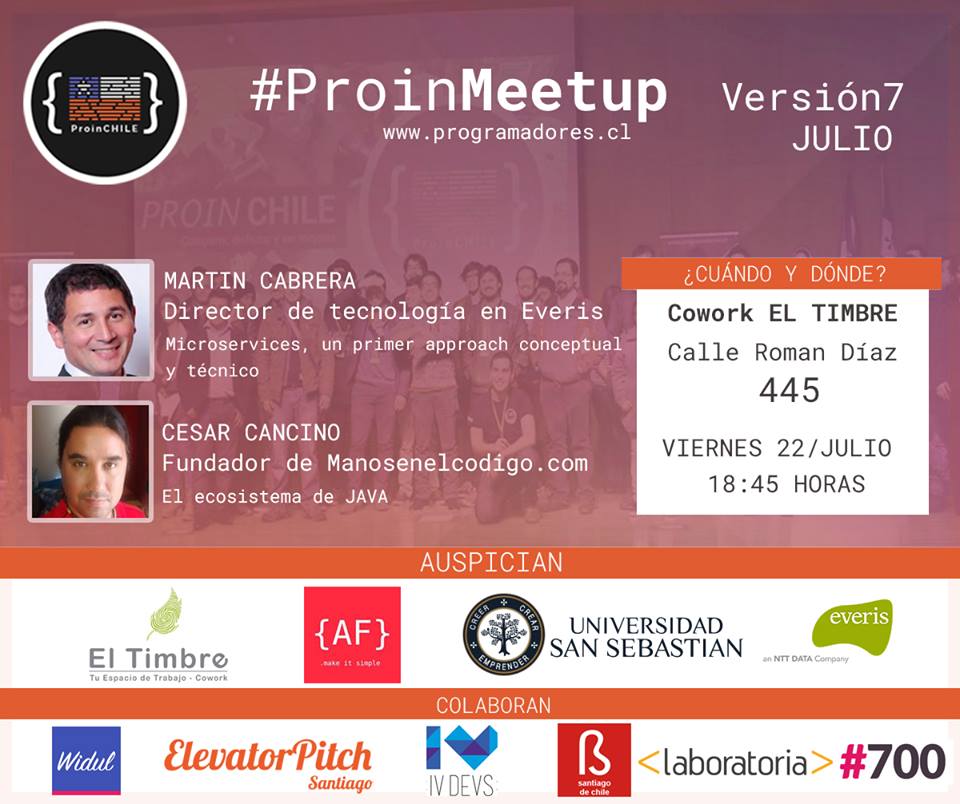 ProinCHILE
#ProinMeetup
www.programadores.cl
Versión7
JULIO
PROIN CHILE
MARTIN CABRERA
Director de tecnología en Everis
Microservices, un primer approach conceptual
y técnico
CESAR CANCINO
Fundador de Manosenelcodigo.com
El ecosistema de JAVA
¿CUÁNDO Y DÓNDE?
Cowork EL TIMBRE
Calle Roman Díaz
445
VIERNES 22/JULIO
18:45 HORAS
AUSPICIAN
El Timbre
Tu Espacio de Trabajo - Cowork
{AF}
.make it simple
CREER CREAR
EMPRENDER
UNIVERSIDAD
SAN SEBASTIAN
everis
an NTT DATA Company
COLABORAN
Widul
ElevatorPitch
Santiago
IV DEVS
ß
santiago
de chile
<laboratoria>
#700